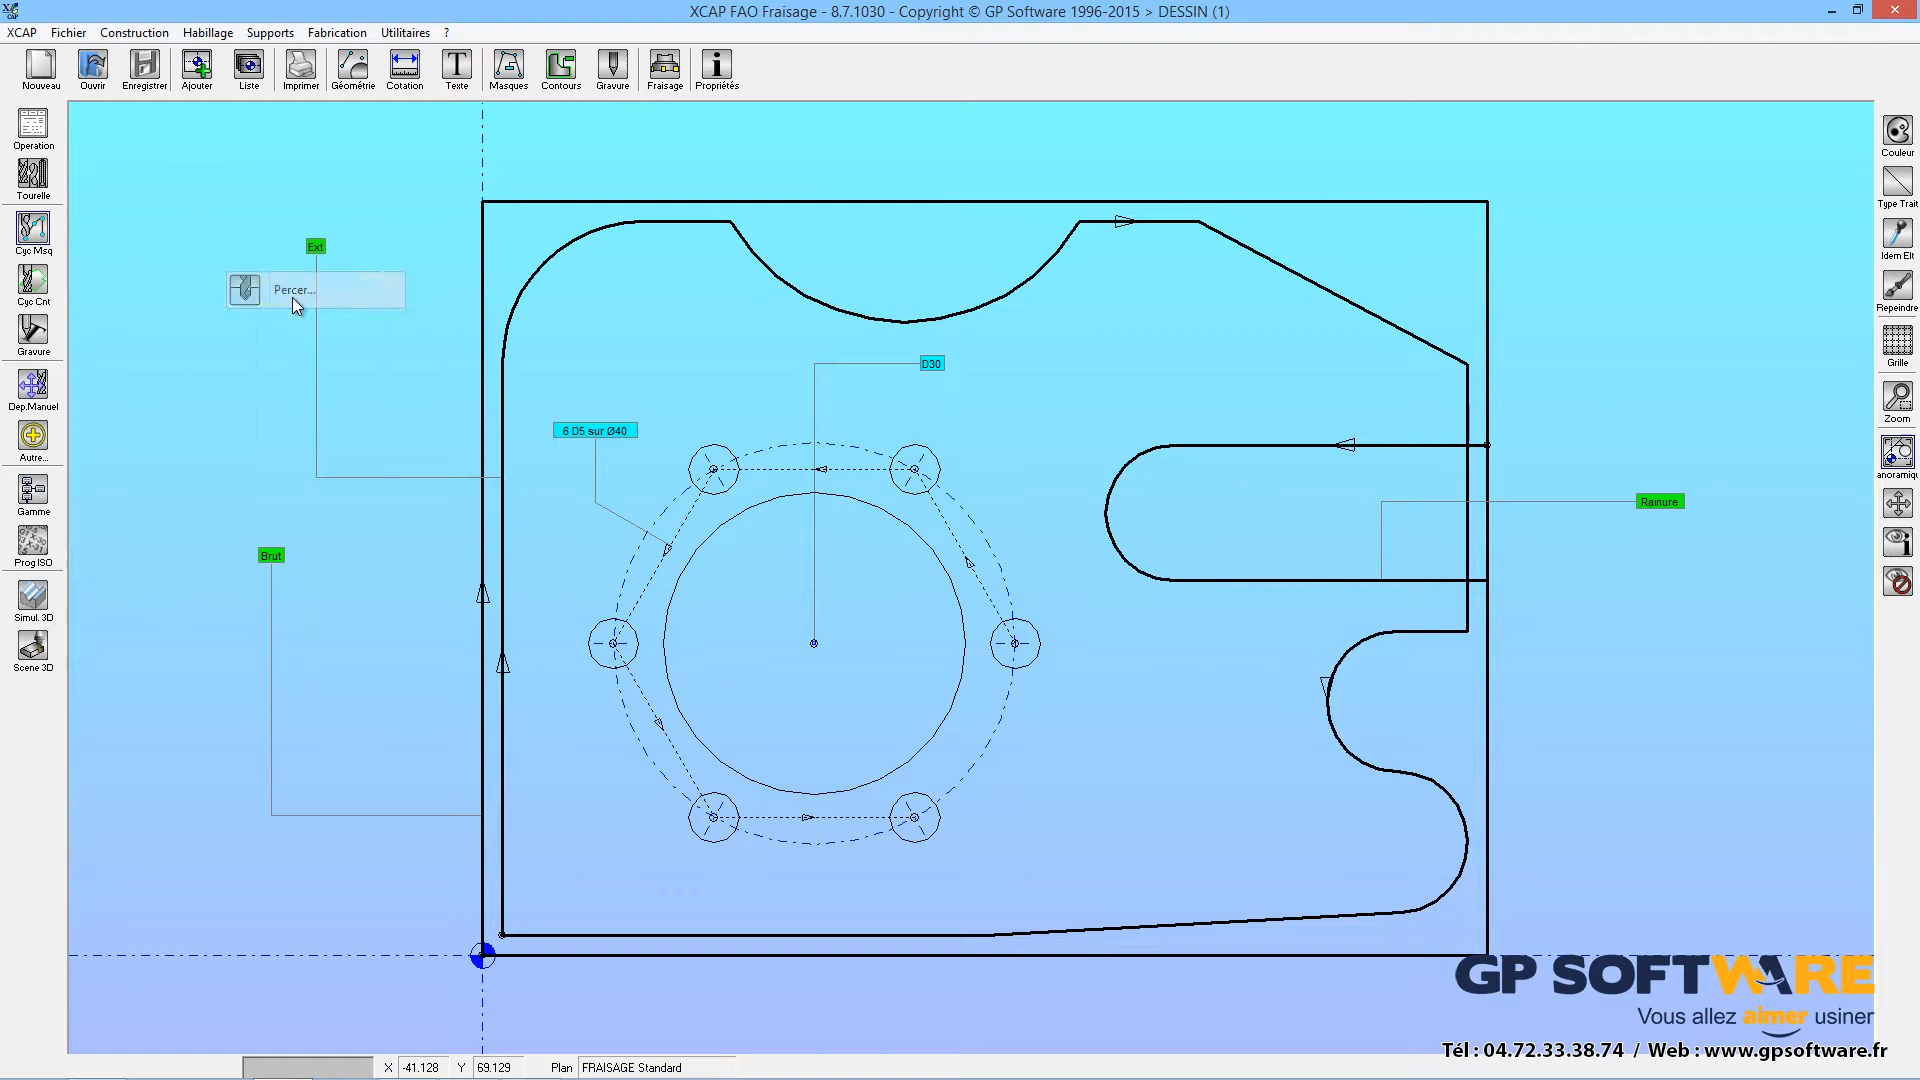 XCAP FAO Fraisage - 8.7.1030 - Copyright © GP Software 1996-2015 > DESSIN (1)
XCAP Fichier Construction Habillage Supports Fabrication Utilitaires ?
Nouveau Ouvrir Enregistrer Ajouter Liste Imprimer Géométrie Cotation Texte Masques Contours Gravure Fraisage Propriétés
Operation
Tourelle
Cyc Msq
Cyc Cnt
Gravure
Dep.Manuel
Autre...
Gamme
Prog ISO
Simul. 3D
Scene 3D
Ext
Percer...
D30
6 D5 sur Ø40
Rainure
Brut
Couleur
Type Trait
Idem Elt
Repeindre
Grille
Zoom
anoramiqu
GP SOFTWARE
Vous allez aimer usiner
Tél : 04.72.33.38.74 / Web : www.gpsoftware.fr
X -41.128 Y 69.129 Plan FRAISAGE Standard